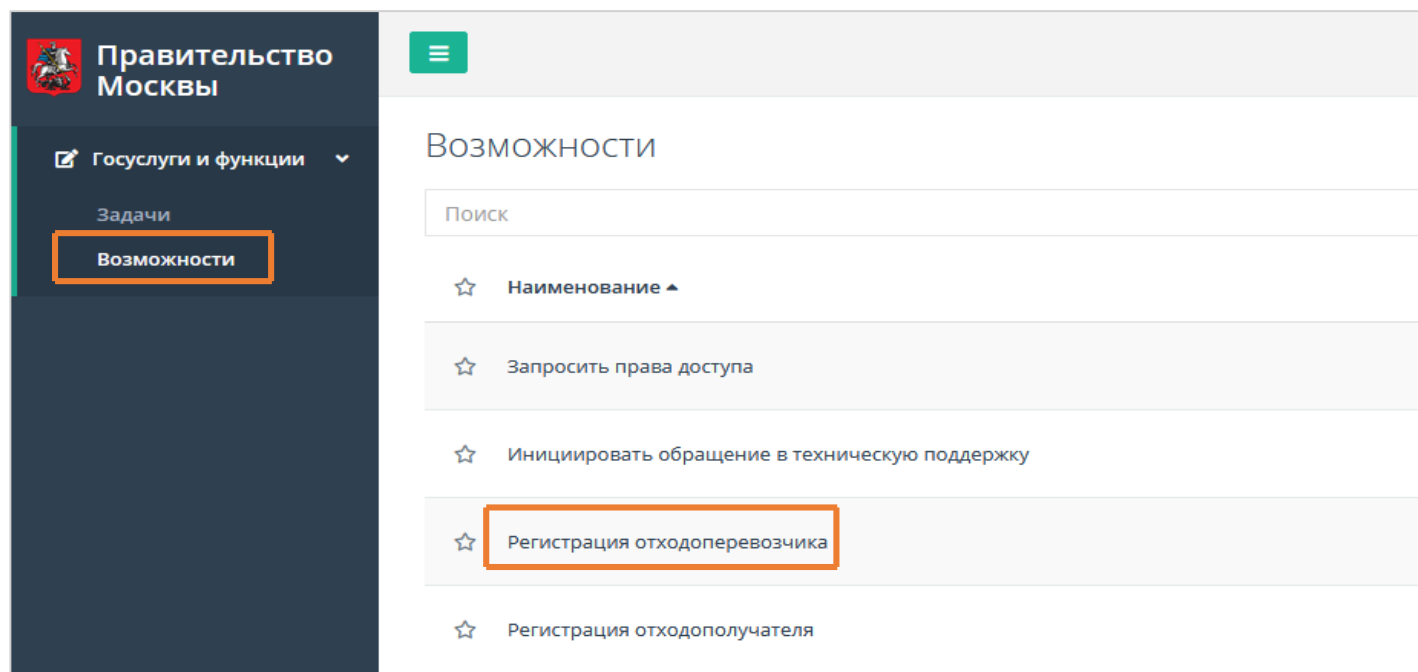 Правительство
Москвы
Госуслуги и функции
Задачи
Возможности
Возможности
Поиск
Наименование
Запросить права доступа
Инициировать обращение в техническую поддержку
Регистрация отходоперевозчика
Регистрация отходополучателя